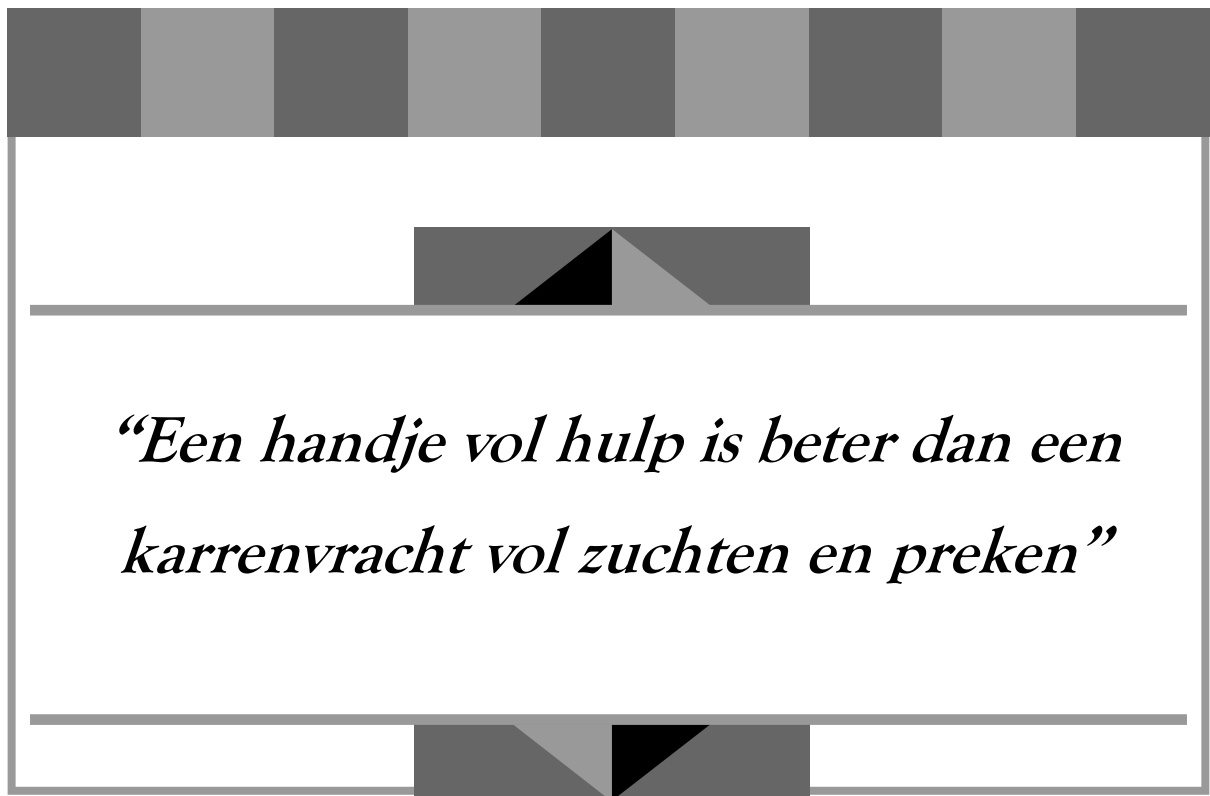 “Een handje vol hulp is beter dan een
karrenvracht vol zuchten en preken”